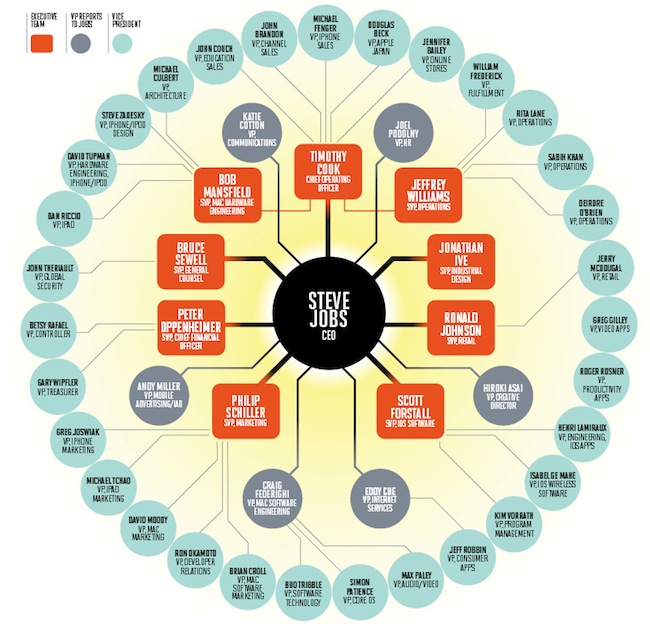 EXECUTIVE
TEAM
VP REPORTS
TO JOBS
VICE
PRESIDENT
MICHAEL
FENGER
VP, IPHONE
SALES
DOUGLAS
BECK
VP, APPLE
JAPAN
JENNIFER
BAILEY
VP, ONLINE
STORES
WILLIAM
FREDERICK
VP,
FULFILLMENT
RITA LANE
VP, OPERATIONS
SABIH KHAN
VP, OPERATIONS
DEIRDRE
O'BRIEN
VP, OPERATIONS
JERRY
MCDOUGAL
VP, RETAIL
GREG GILLEY
VP, VIDEO APPS
ROGER ROSNER
VP,
PRODUCTIVITY
APPS
HENRI LAMIRAUX
VP, ENGINEERING,
IOS APPS
ISABEL GE MAHE
VP, IOS WIRELESS
SOFTWARE
KIM VORRATH
VP, PROGRAM
MANAGEMENT
JEFF ROBBIN
VP, CONSUMER
APPS
MAX PALEY
VP, AUDIO/VIDEO
SIMON
PATIENCE
VP, CORE OS
BUD TRIBBLE
VP, SOFTWARE
TECHNOLOGY
BRIAN CROLL
VP, MAC
SOFTWARE
MARKETING
RON OKAMOTO
VP, DEVELOPER
RELATIONS
DAVID MOODY
VP, MAC
MARKETING
MICHAEL TCHAO
VP, IPAD
MARKETING
GREG JOSWIAK
VP, IPHONE
MARKETING
GARY WIPFLER
VP, TREASURER
BETSY RAFAEL
VP, CONTROLLER
JOHN THERIAULT
VP, GLOBAL
SECURITY
DAN RICCIO
VP, IPAD
DAVID TUPMAN
VP, HARDWARE
ENGINEERING,
IPHONE/IPOD
STEVE ZADESKY
VP, IPHONE/IPOD
DESIGN
MICHAEL
CULBERT
VP,
ARCHITECTURE
JOHN COUCH
VP, EDUCATION
SALES
JOHN
BRANDON
VP, CHANNEL
SALES
KATIE
COTTON
VP,
COMMUNICATIONS
JOEL
PODOLNY
VP, HR
TIMOTHY
COOK
CHIEF OPERATING
OFFICER
BOB
MANSFIELD
SVP, MAC HARDWARE
ENGINEERING
JEFFREY
WILLIAMS
SVP, OPERATIONS
BRUCE
SEWELL
SVP, GENERAL
COUNSEL
JONATHAN
IVE
SVP, INDUSTRIAL
DESIGN
STEVE
JOBS
CEO
PETER
OPPENHEIMER
SVP, CHIEF FINANCIAL
OFFICER
RONALD
JOHNSON
SVP, RETAIL
ANDY MILLER
VP, MOBILE
ADVERTISING/IAD
HIROKI ASAI
VP, CREATIVE
DIRECTOR
PHILIP
SCHILLER
SVP, MARKETING
SCOTT
FORSTALL
SVP, IOS SOFTWARE
CRAIG
FEDERIGHI
VP, MAC SOFTWARE
ENGINEERING
EDDY CUE
VP, INTERNET
SERVICES